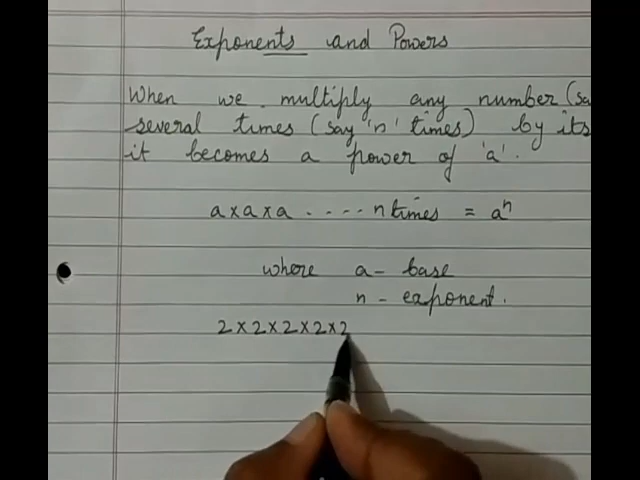 Exponents and Powers
When we multiply any number (sa
several times (say 'n' times) by its
it becomes a power of 'a'.
a x a x a . .... n times = aⁿ
where a - base
n - exponent.
2 x 2 x 2 x 2 x 2